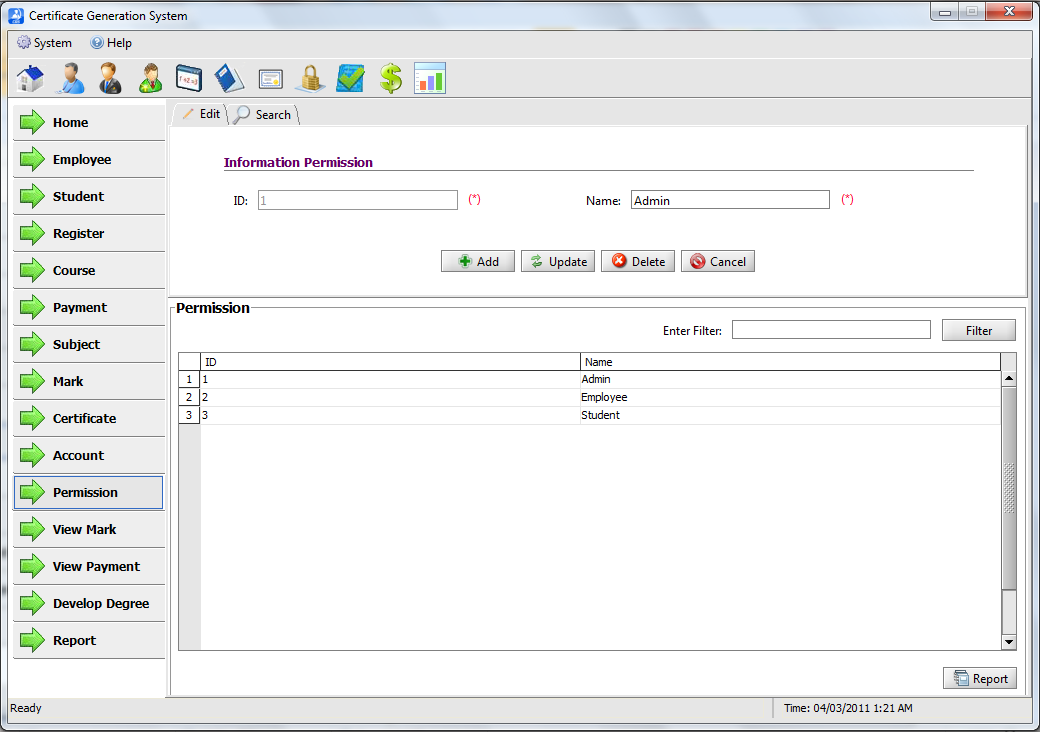 Certificate Generation System
System Help
Home
Employee
Student
Register
Course
Payment
Subject
Mark
Certificate
Account
Permission
View Mark
View Payment
Develop Degree
Report
Edit Search
Information Permission
ID: 1 (*) Name: Admin (*)
Add Update Delete Cancel
Permission
Enter Filter: Filter
ID Name
1 1 Admin
2 2 Employee
3 3 Student
Report
Ready Time: 04/03/2011 1:21 AM